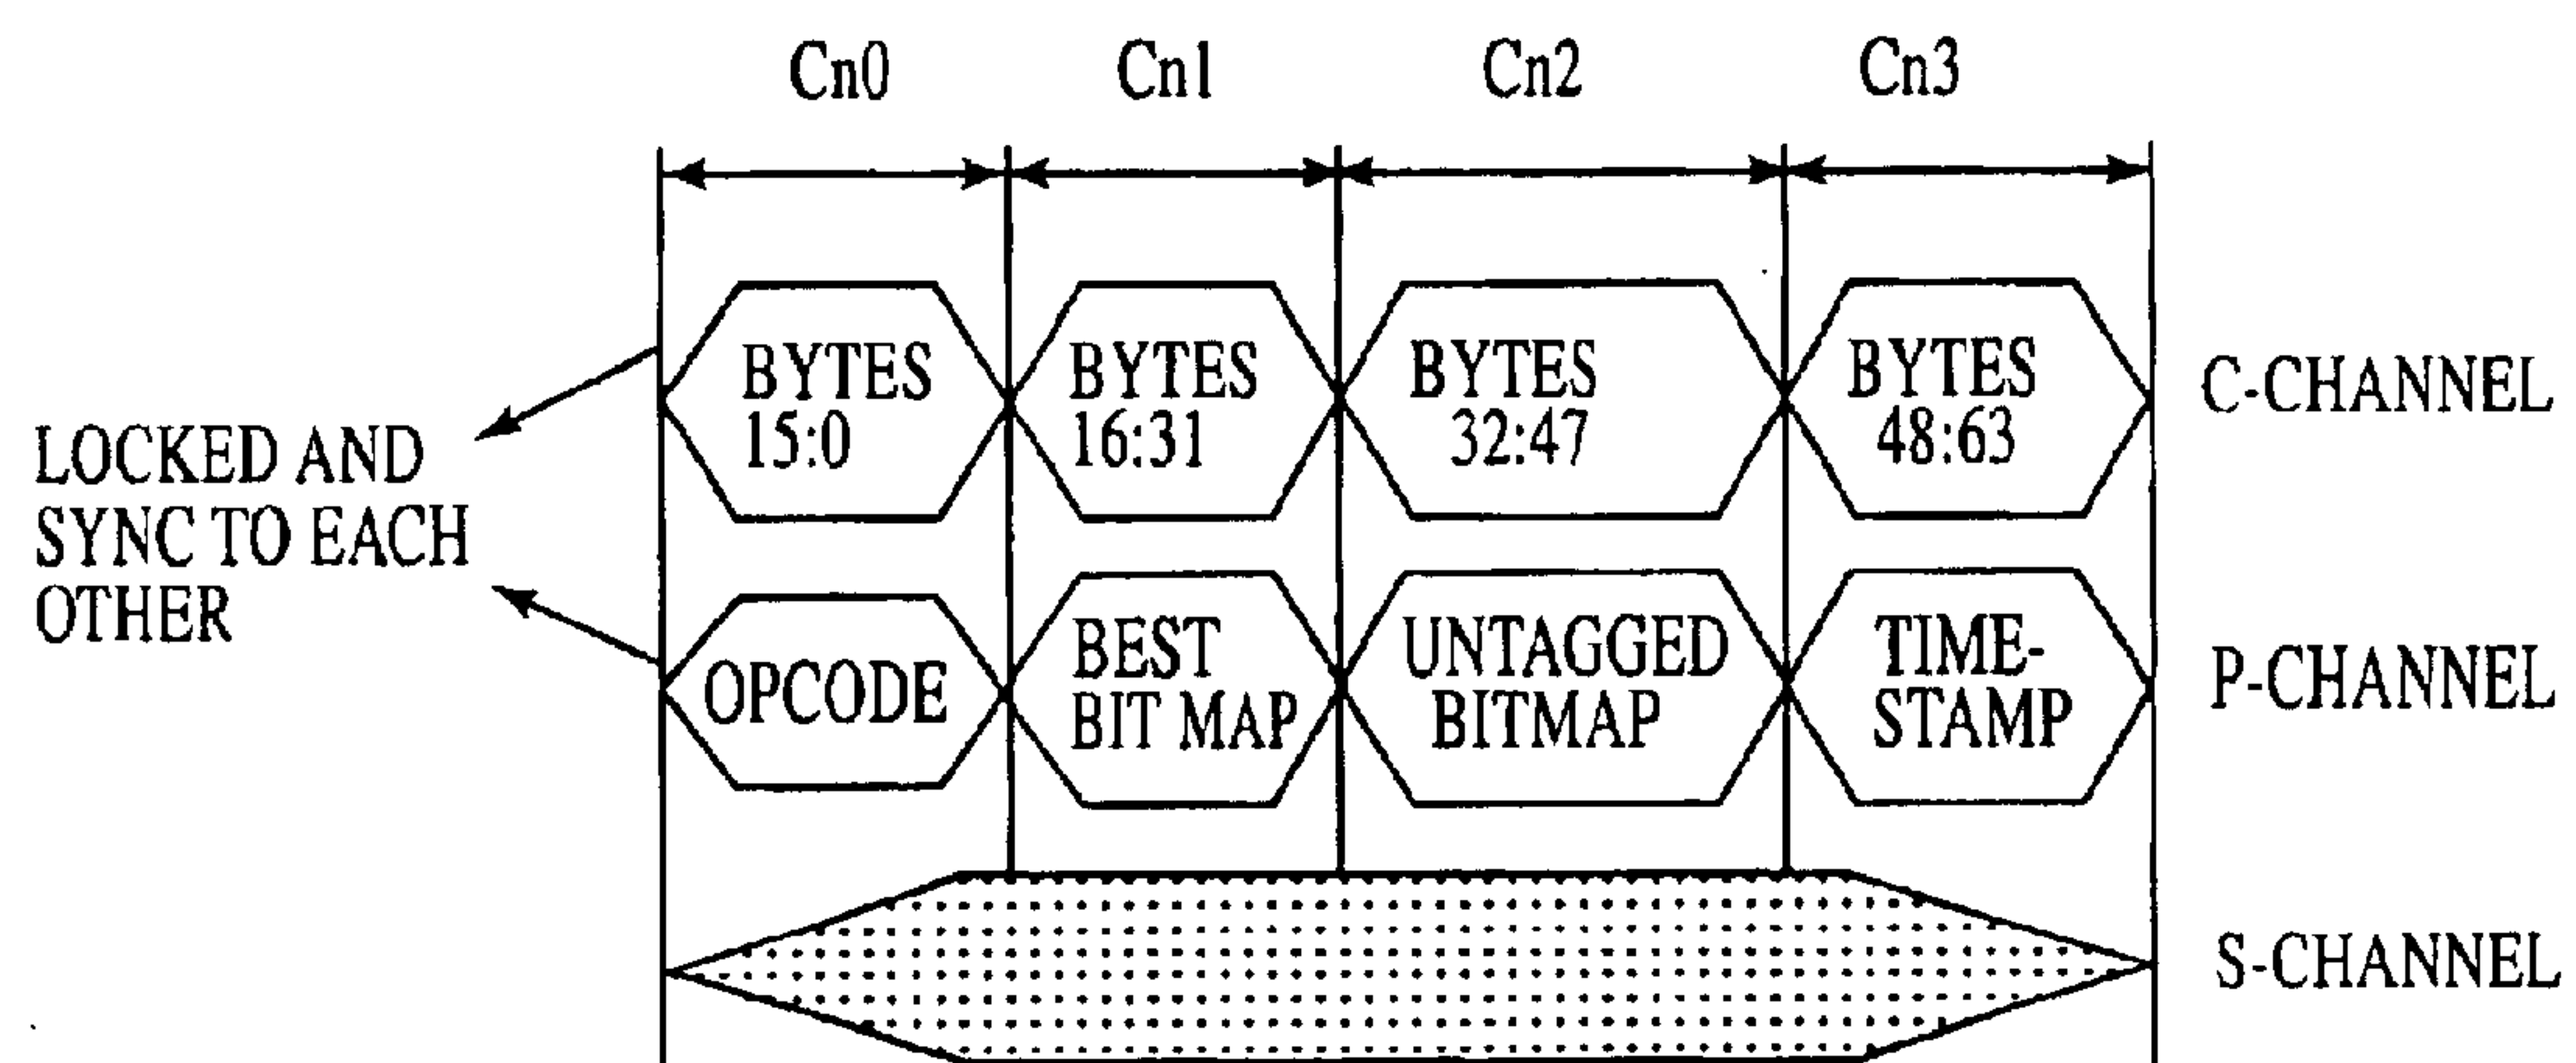 Cn0
Cn1
Cn2
Cn3
BYTES
15:0
BYTES
16:31
BYTES
32:47
BYTES
48:63
C-CHANNEL
LOCKED AND
SYNC TO EACH
OTHER
OPCODE
BEST
BIT MAP
UNTAGGED
BITMAP
TIME-
STAMP
P-CHANNEL
S-CHANNEL